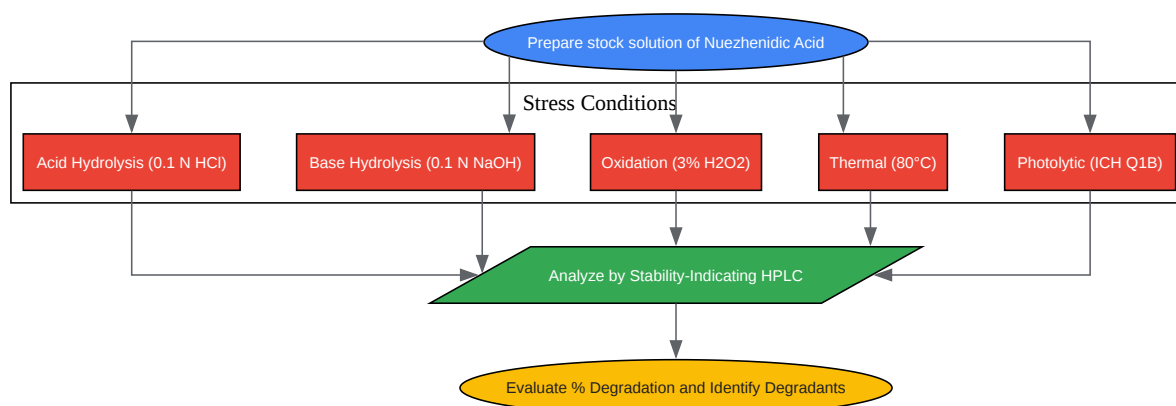 Prepare stock solution of Nuezhenidic Acid
Stress Conditions
Acid Hydrolysis (0.1 N HCl)
Base Hydrolysis (0.1 N NaOH)
Oxidation (3% H2O2)
Thermal (80°C)
Photolytic (ICH Q1B)
Analyze by Stability-Indicating HPLC
Evaluate % Degradation and Identify Degradants